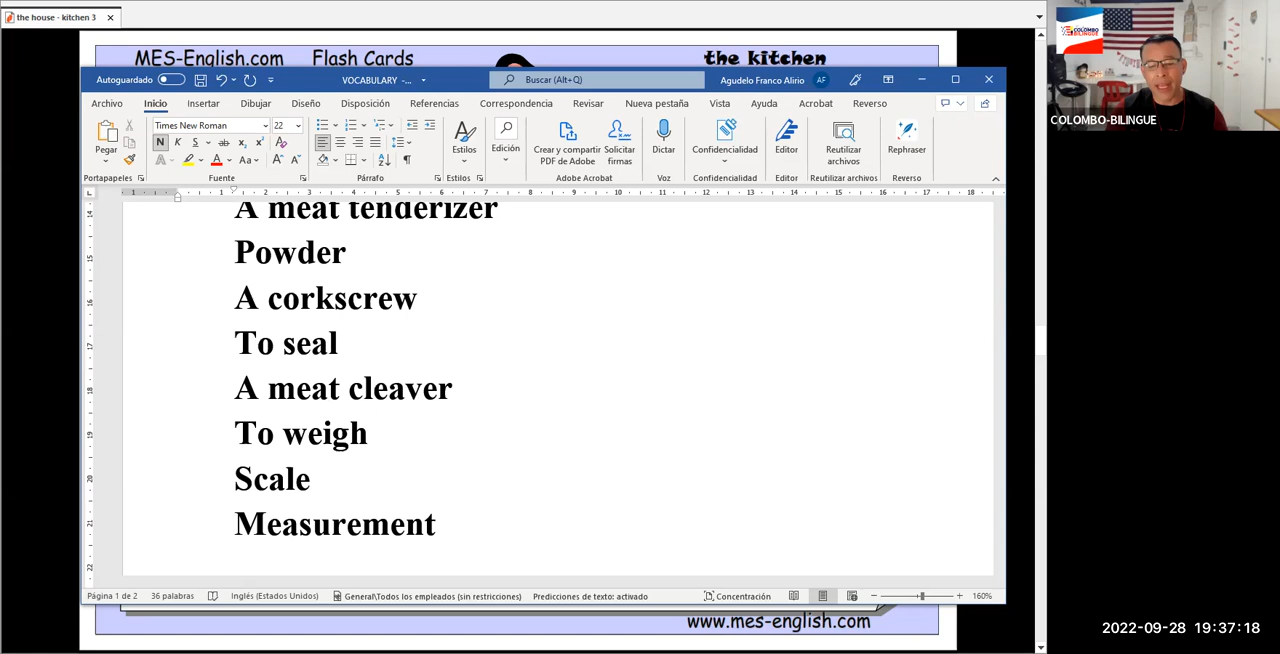 the house - kitchen 3
MES-English.com Flash Cards the kitchen
Autoguardado VOCABULARY -... Buscar (Alt+Q) Agudelo Franco Alirio AF
Archivo Inicio Insertar Dibujar Diseño Disposición Referencias Correspondencia Revisar Nueva pestaña Vista Ayuda Acrobat Reverso
Times New Roman 22
Pegar Estilos Edición Crear y compartir PDF de Adobe Solicitar firmas Dictar Confidencialidad Editor Reutilizar archivos Rephraser
Portapapeles Fuente Párrafo Estilos Adobe Acrobat Voz Confidencialidad Editor Reutilizar archivos Reverso
A meat tenderizer
Powder
A corkscrew
To seal
A meat cleaver
To weigh
Scale
Measurement
Página 1 de 2 36 palabras Inglés (Estados Unidos) General\Todos los empleados (sin restricciones) Predicciones de texto: activado Concentración 160%
www.mes-english.com
COLOMBO BILINGUE
COLOMBO-BILINGUE
2022-09-28 19:37:18